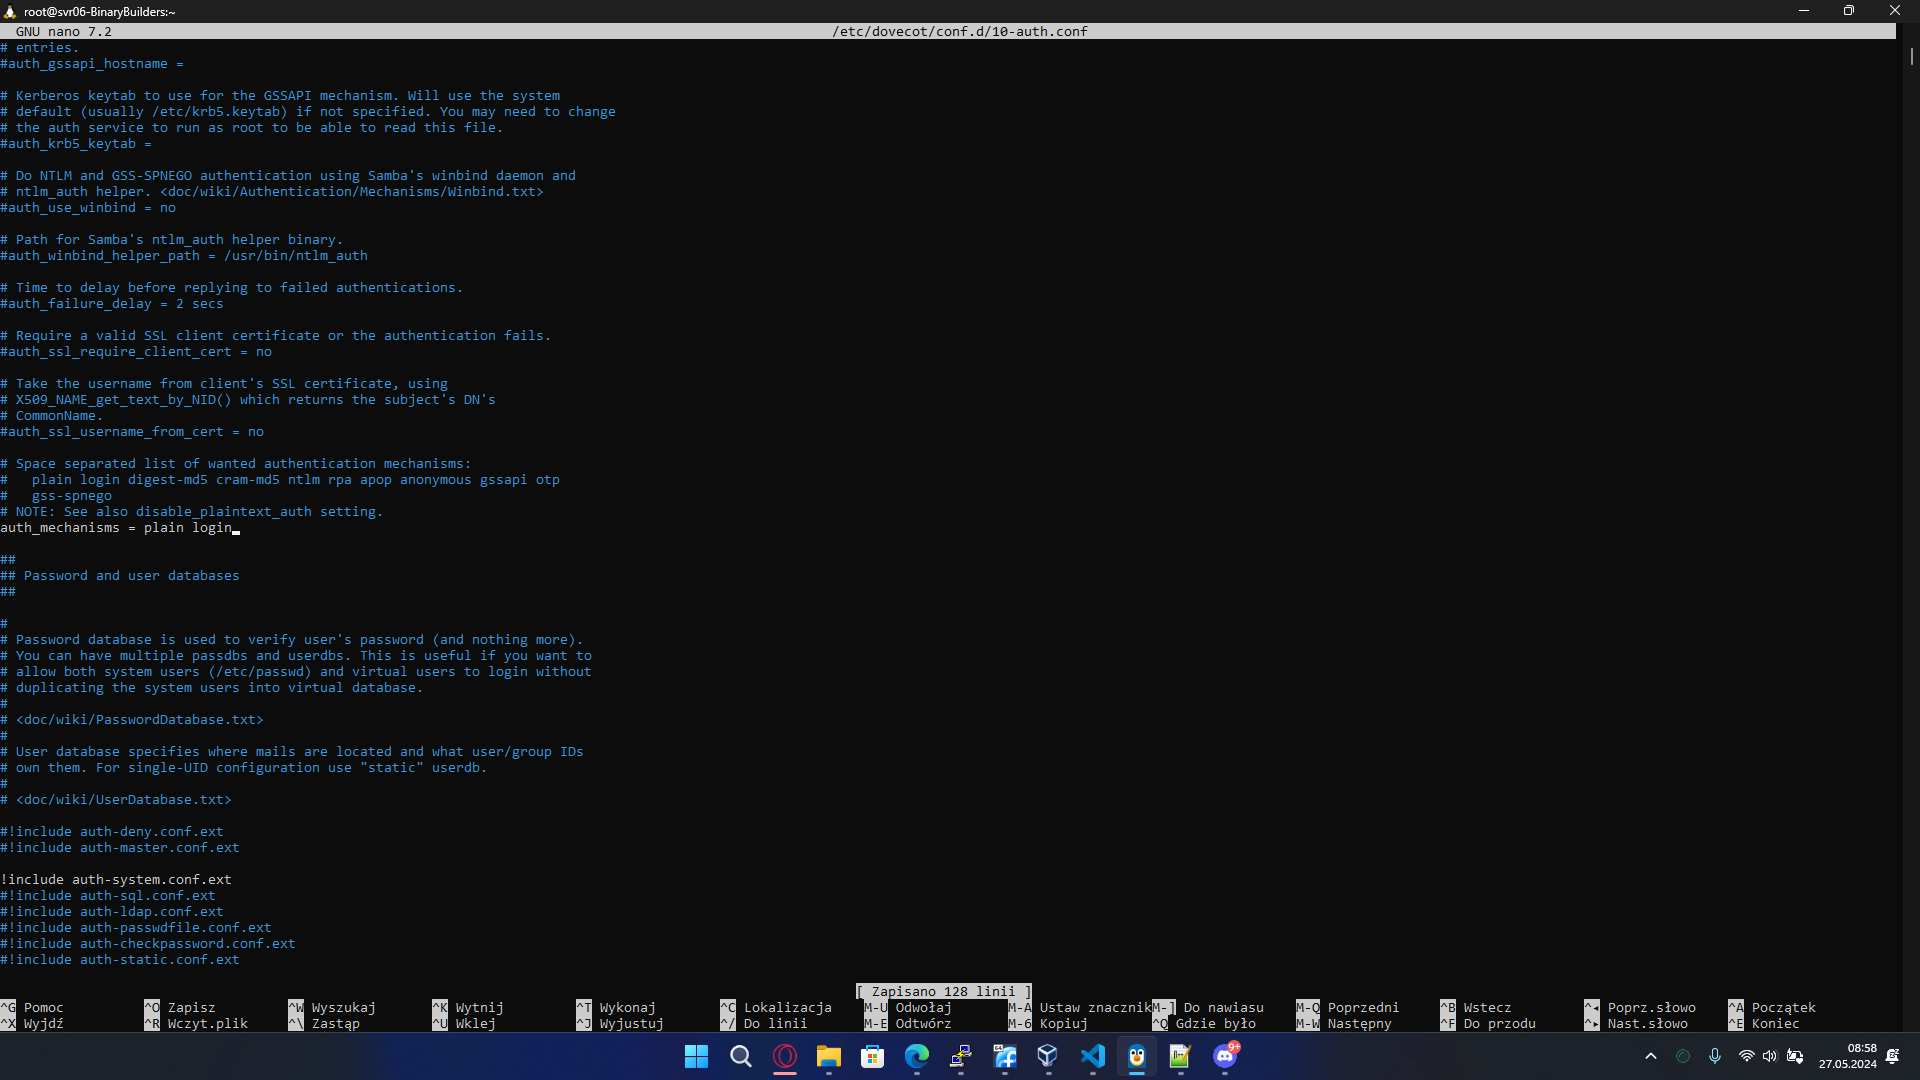 root@svr06-BinaryBuilders:~
GNU nano 7.2 /etc/dovecot/conf.d/10-auth.conf
# entries.
#auth_gssapi_hostname =

# Kerberos keytab to use for the GSSAPI mechanism. Will use the system
# default (usually /etc/krb5.keytab) if not specified. You may need to change
# the auth service to run as root to be able to read this file.
#auth_krb5_keytab =

# Do NTLM and GSS-SPNEGO authentication using Samba's winbind daemon and
# ntlm_auth helper. <doc/wiki/Authentication/Mechanisms/Winbind.txt>
#auth_use_winbind = no

# Path for Samba's ntlm_auth helper binary.
#auth_winbind_helper_path = /usr/bin/ntlm_auth

# Time to delay before replying to failed authentications.
#auth_failure_delay = 2 secs

# Require a valid SSL client certificate or the authentication fails.
#auth_ssl_require_client_cert = no

# Take the username from client's SSL certificate, using
# X509_NAME_get_text_by_NID() which returns the subject's DN's
# CommonName.
#auth_ssl_username_from_cert = no

# Space separated list of wanted authentication mechanisms:
#   plain login digest-md5 cram-md5 ntlm rpa apop anonymous gssapi otp
#   gss-spnego
# NOTE: See also disable_plaintext_auth setting.
auth_mechanisms = plain login

##
## Password and user databases
##

#
# Password database is used to verify user's password (and nothing more).
# You can have multiple passdbs and userdbs. This is useful if you want to
# allow both system users (/etc/passwd) and virtual users to login without
# duplicating the system users into virtual database.
#
# <doc/wiki/PasswordDatabase.txt>
#
# User database specifies where mails are located and what user/group IDs
# own them. For single-UID configuration use "static" userdb.
#
# <doc/wiki/UserDatabase.txt>

#!include auth-deny.conf.ext
#!include auth-master.conf.ext

!include auth-system.conf.ext
#!include auth-sql.conf.ext
#!include auth-ldap.conf.ext
#!include auth-passwdfile.conf.ext
#!include auth-checkpassword.conf.ext
#!include auth-static.conf.ext

[ Zapisano 128 linii ]
^G Pomoc ^O Zapisz ^W Wyszukaj ^K Wytnij ^T Wykonaj ^C Lokalizacja M-U Odwołaj M-A Ustaw znacznik M-] Do nawiasu M-Q Poprzedni ^B Wstecz ^◂ Poprz.słowo ^A Początek
^X Wyjdź ^R Wczyt.plik ^\ Zastąp ^U Wklej ^J Wyjustuj ^/ Do linii M-E Odtwórz M-6 Kopiuj ^Q Gdzie było M-W Następny ^F Do przodu ^▸ Nast.słowo ^E Koniec
9+
08:58
27.05.2024